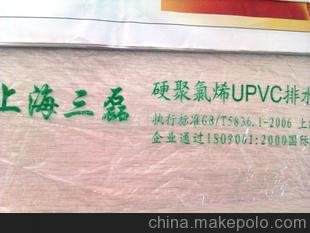 上海三磊
硬聚氯烯UPVC排水
执行标准GB/T5836.1-2006 上
企业通过ISO9001:2000国际
china.makepolo.com